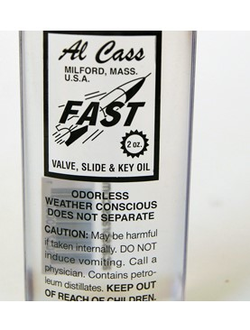 Al Cass
MILFORD, MASS.
U.S.A.
FAST
2 oz.
VALVE, SLIDE & KEY OIL
ODORLESS
WEATHER CONSCIOUS
DOES NOT SEPARATE
CAUTION: May be harmful
if taken internally. DO NOT
induce vomiting. Call a
physician. Contains petro-
leum distillates. KEEP OUT
OF REACH OF CHILDREN.